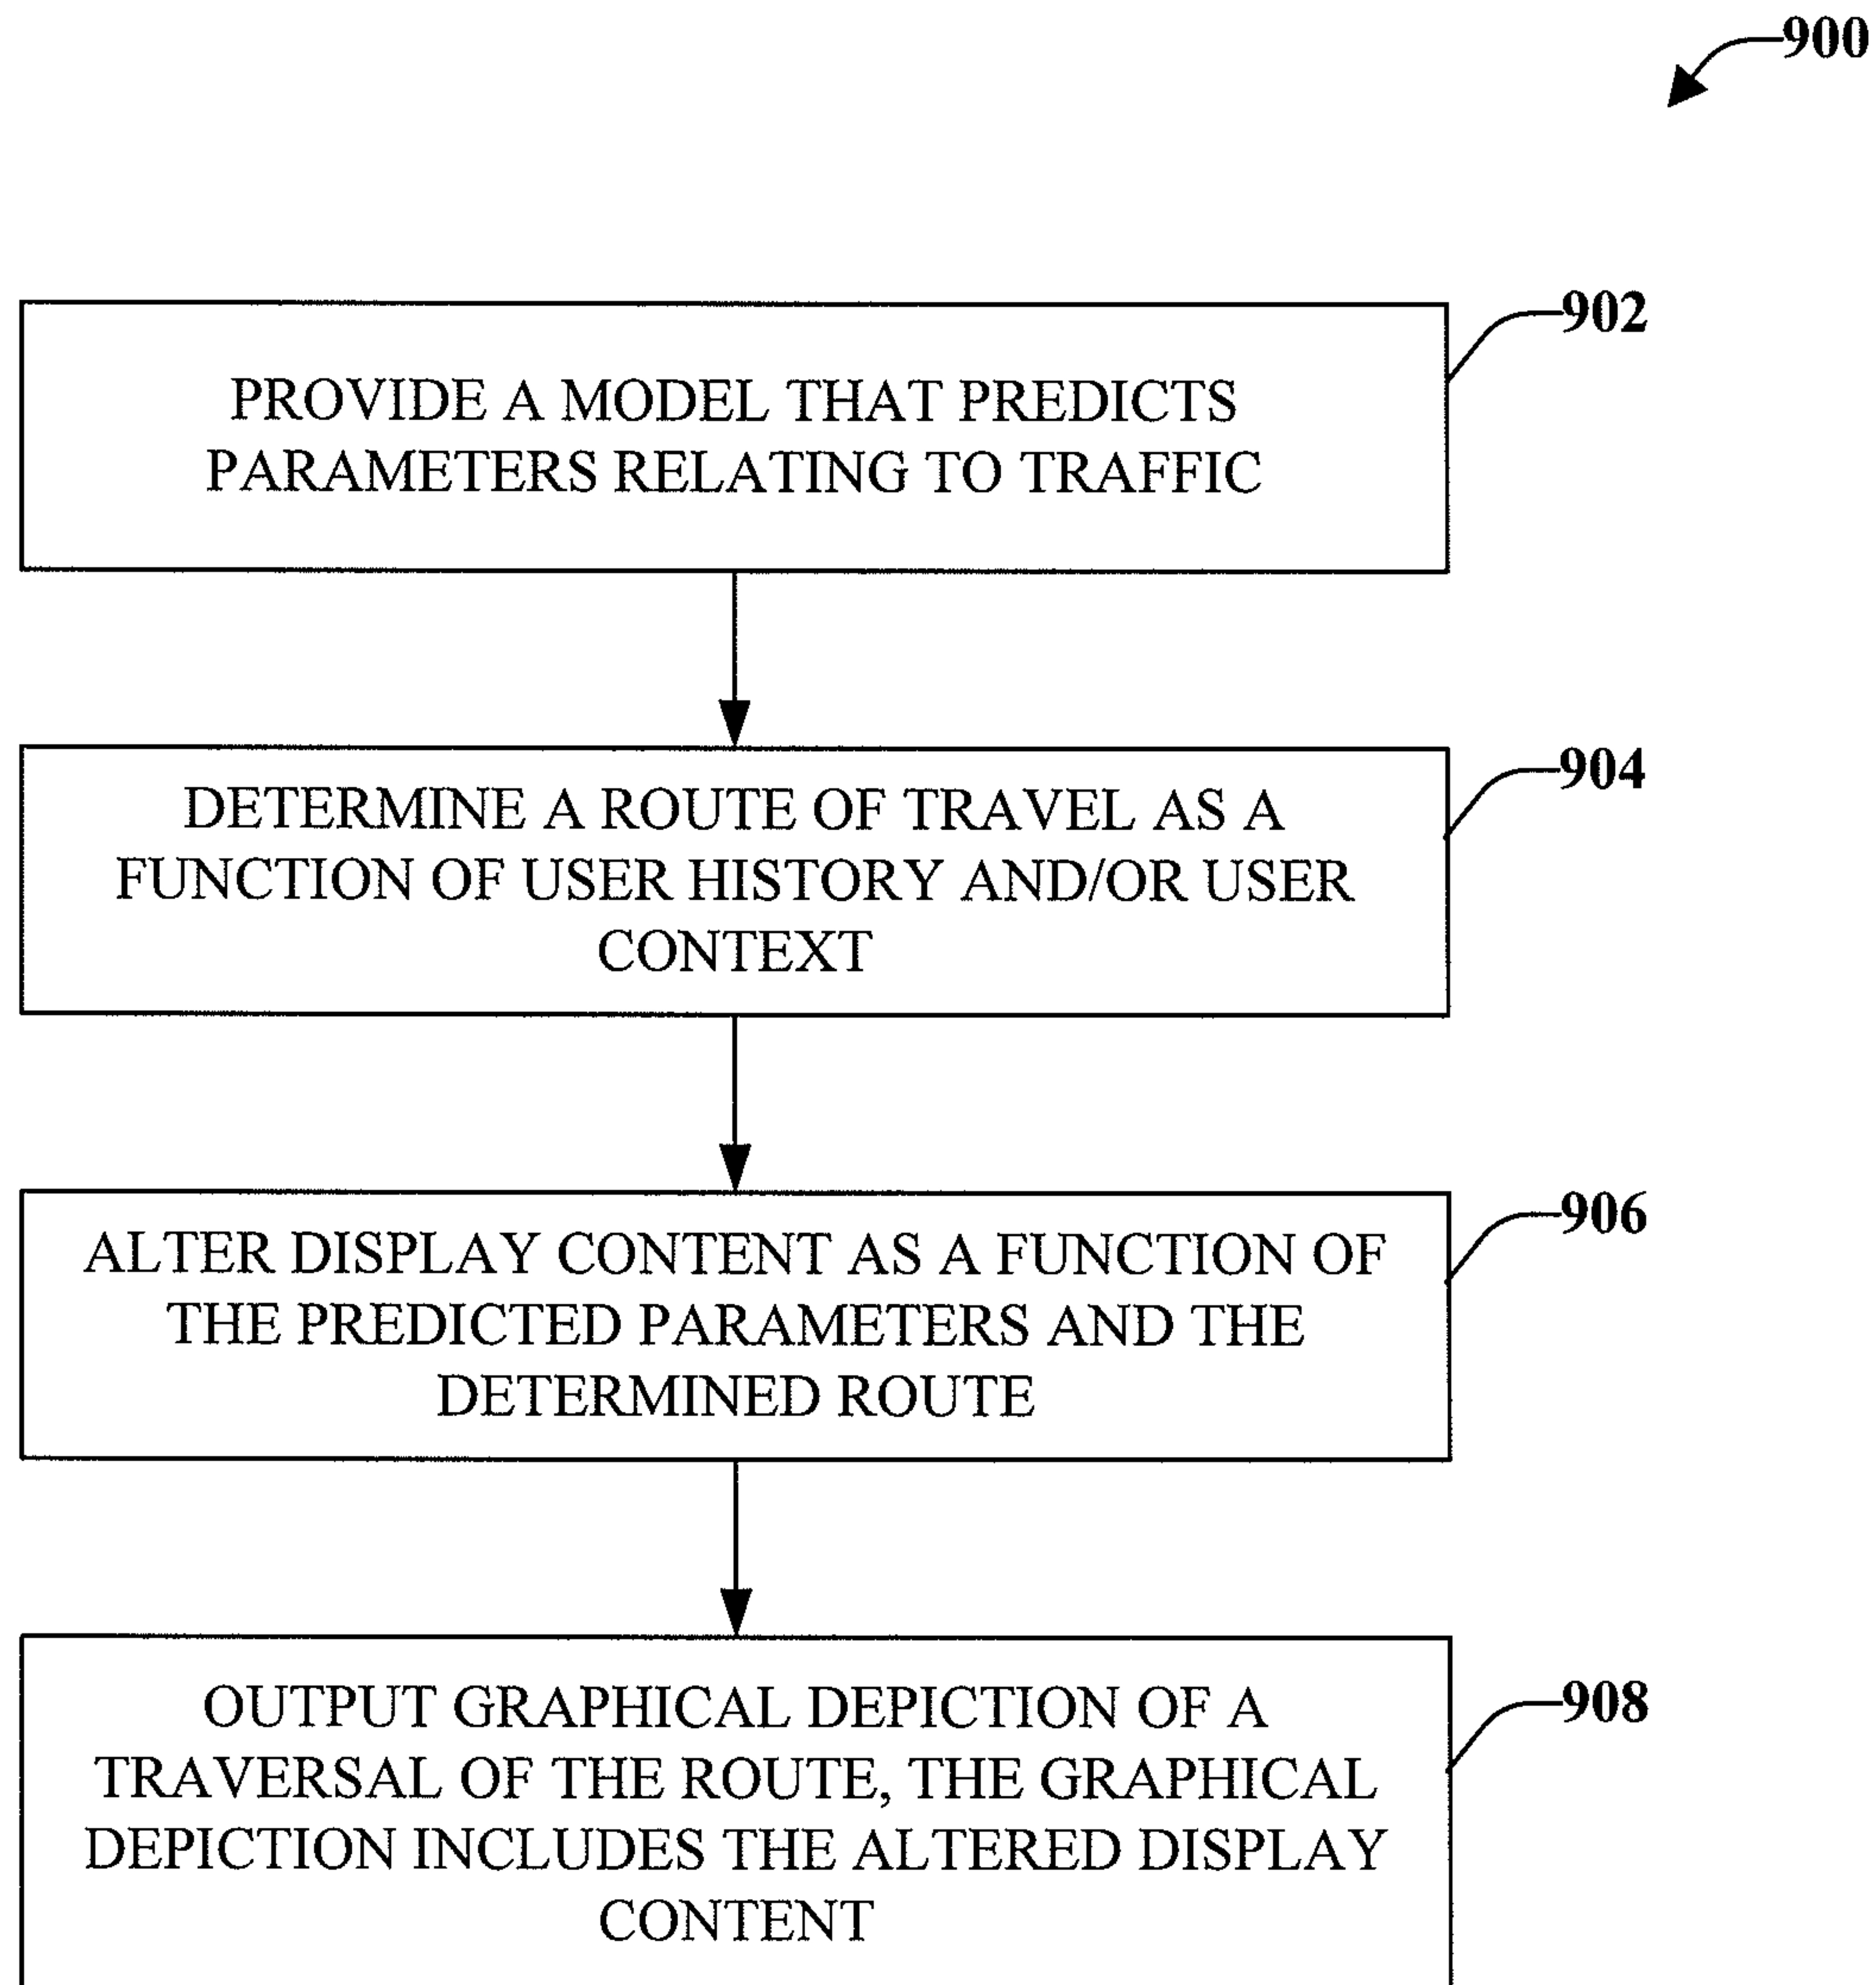 900
902
PROVIDE A MODEL THAT PREDICTS
PARAMETERS RELATING TO TRAFFIC
904
DETERMINE A ROUTE OF TRAVEL AS A
FUNCTION OF USER HISTORY AND/OR USER
CONTEXT
906
ALTER DISPLAY CONTENT AS A FUNCTION OF
THE PREDICTED PARAMETERS AND THE
DETERMINED ROUTE
908
OUTPUT GRAPHICAL DEPICTION OF A
TRAVERSAL OF THE ROUTE, THE GRAPHICAL
DEPICTION INCLUDES THE ALTERED DISPLAY
CONTENT